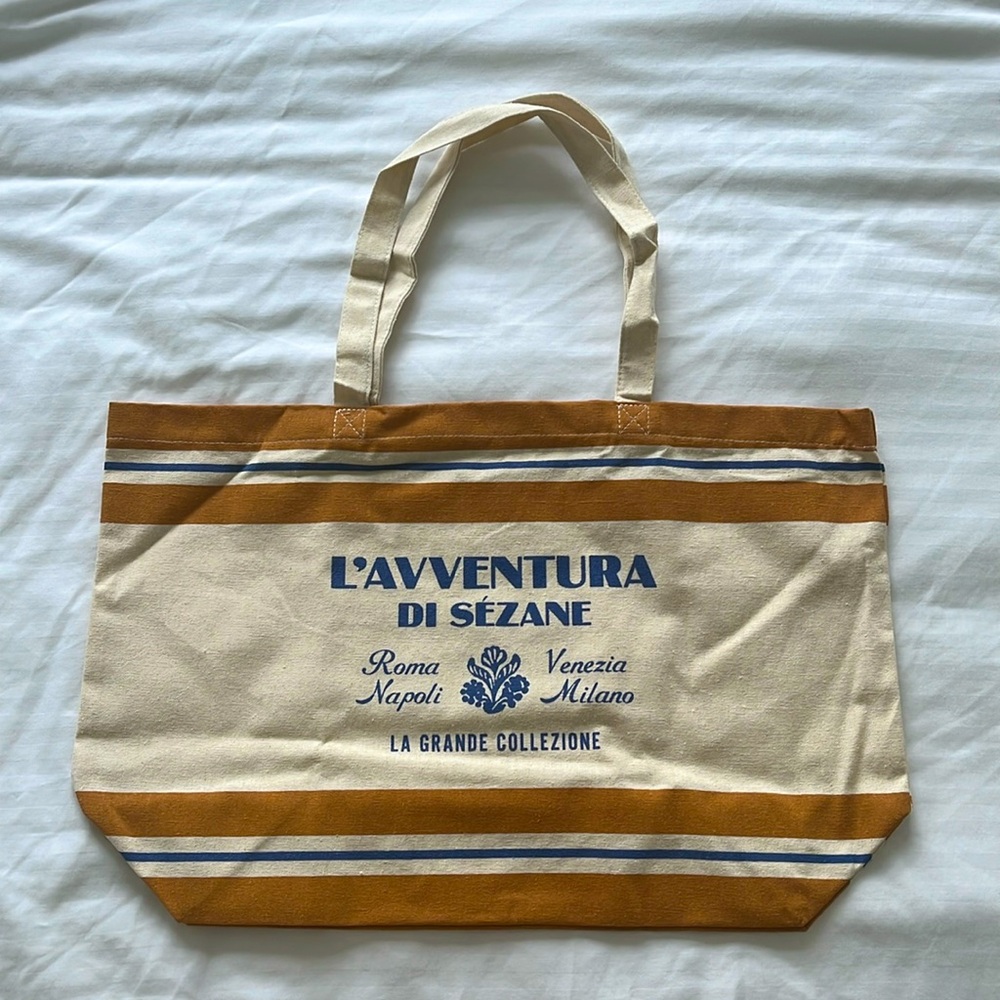 L'AVVENTURA
DI SÉZANE
Roma Venezia
Napoli Milano
LA GRANDE COLLEZIONE